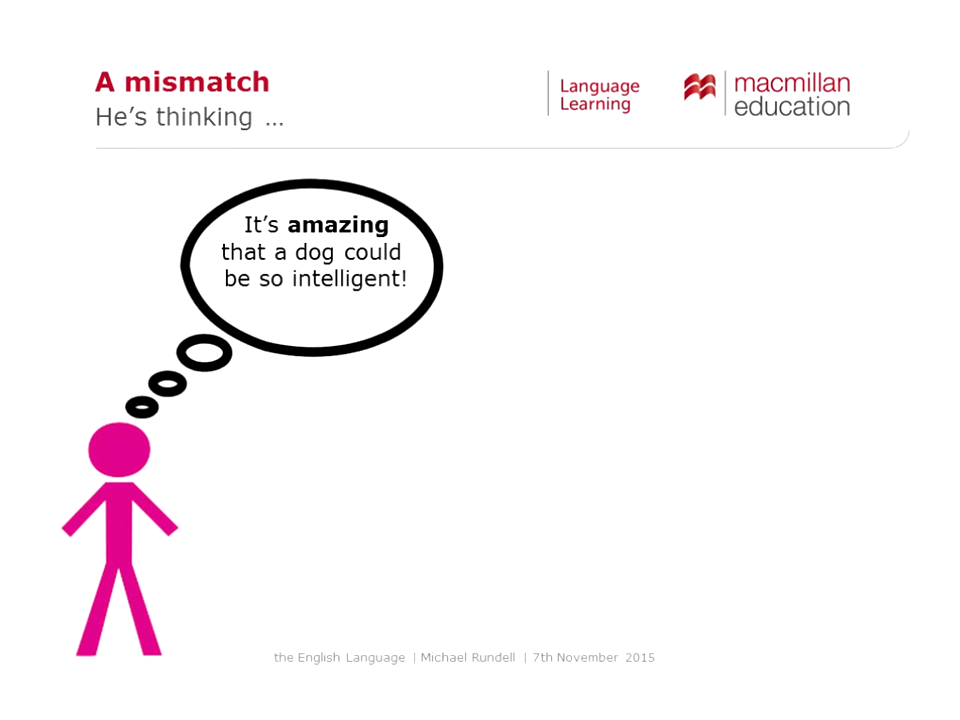 A mismatch
He’s thinking …
Language
Learning
macmillan
education
It’s amazing
that a dog could
be so intelligent!
the English Language | Michael Rundell | 7th November 2015